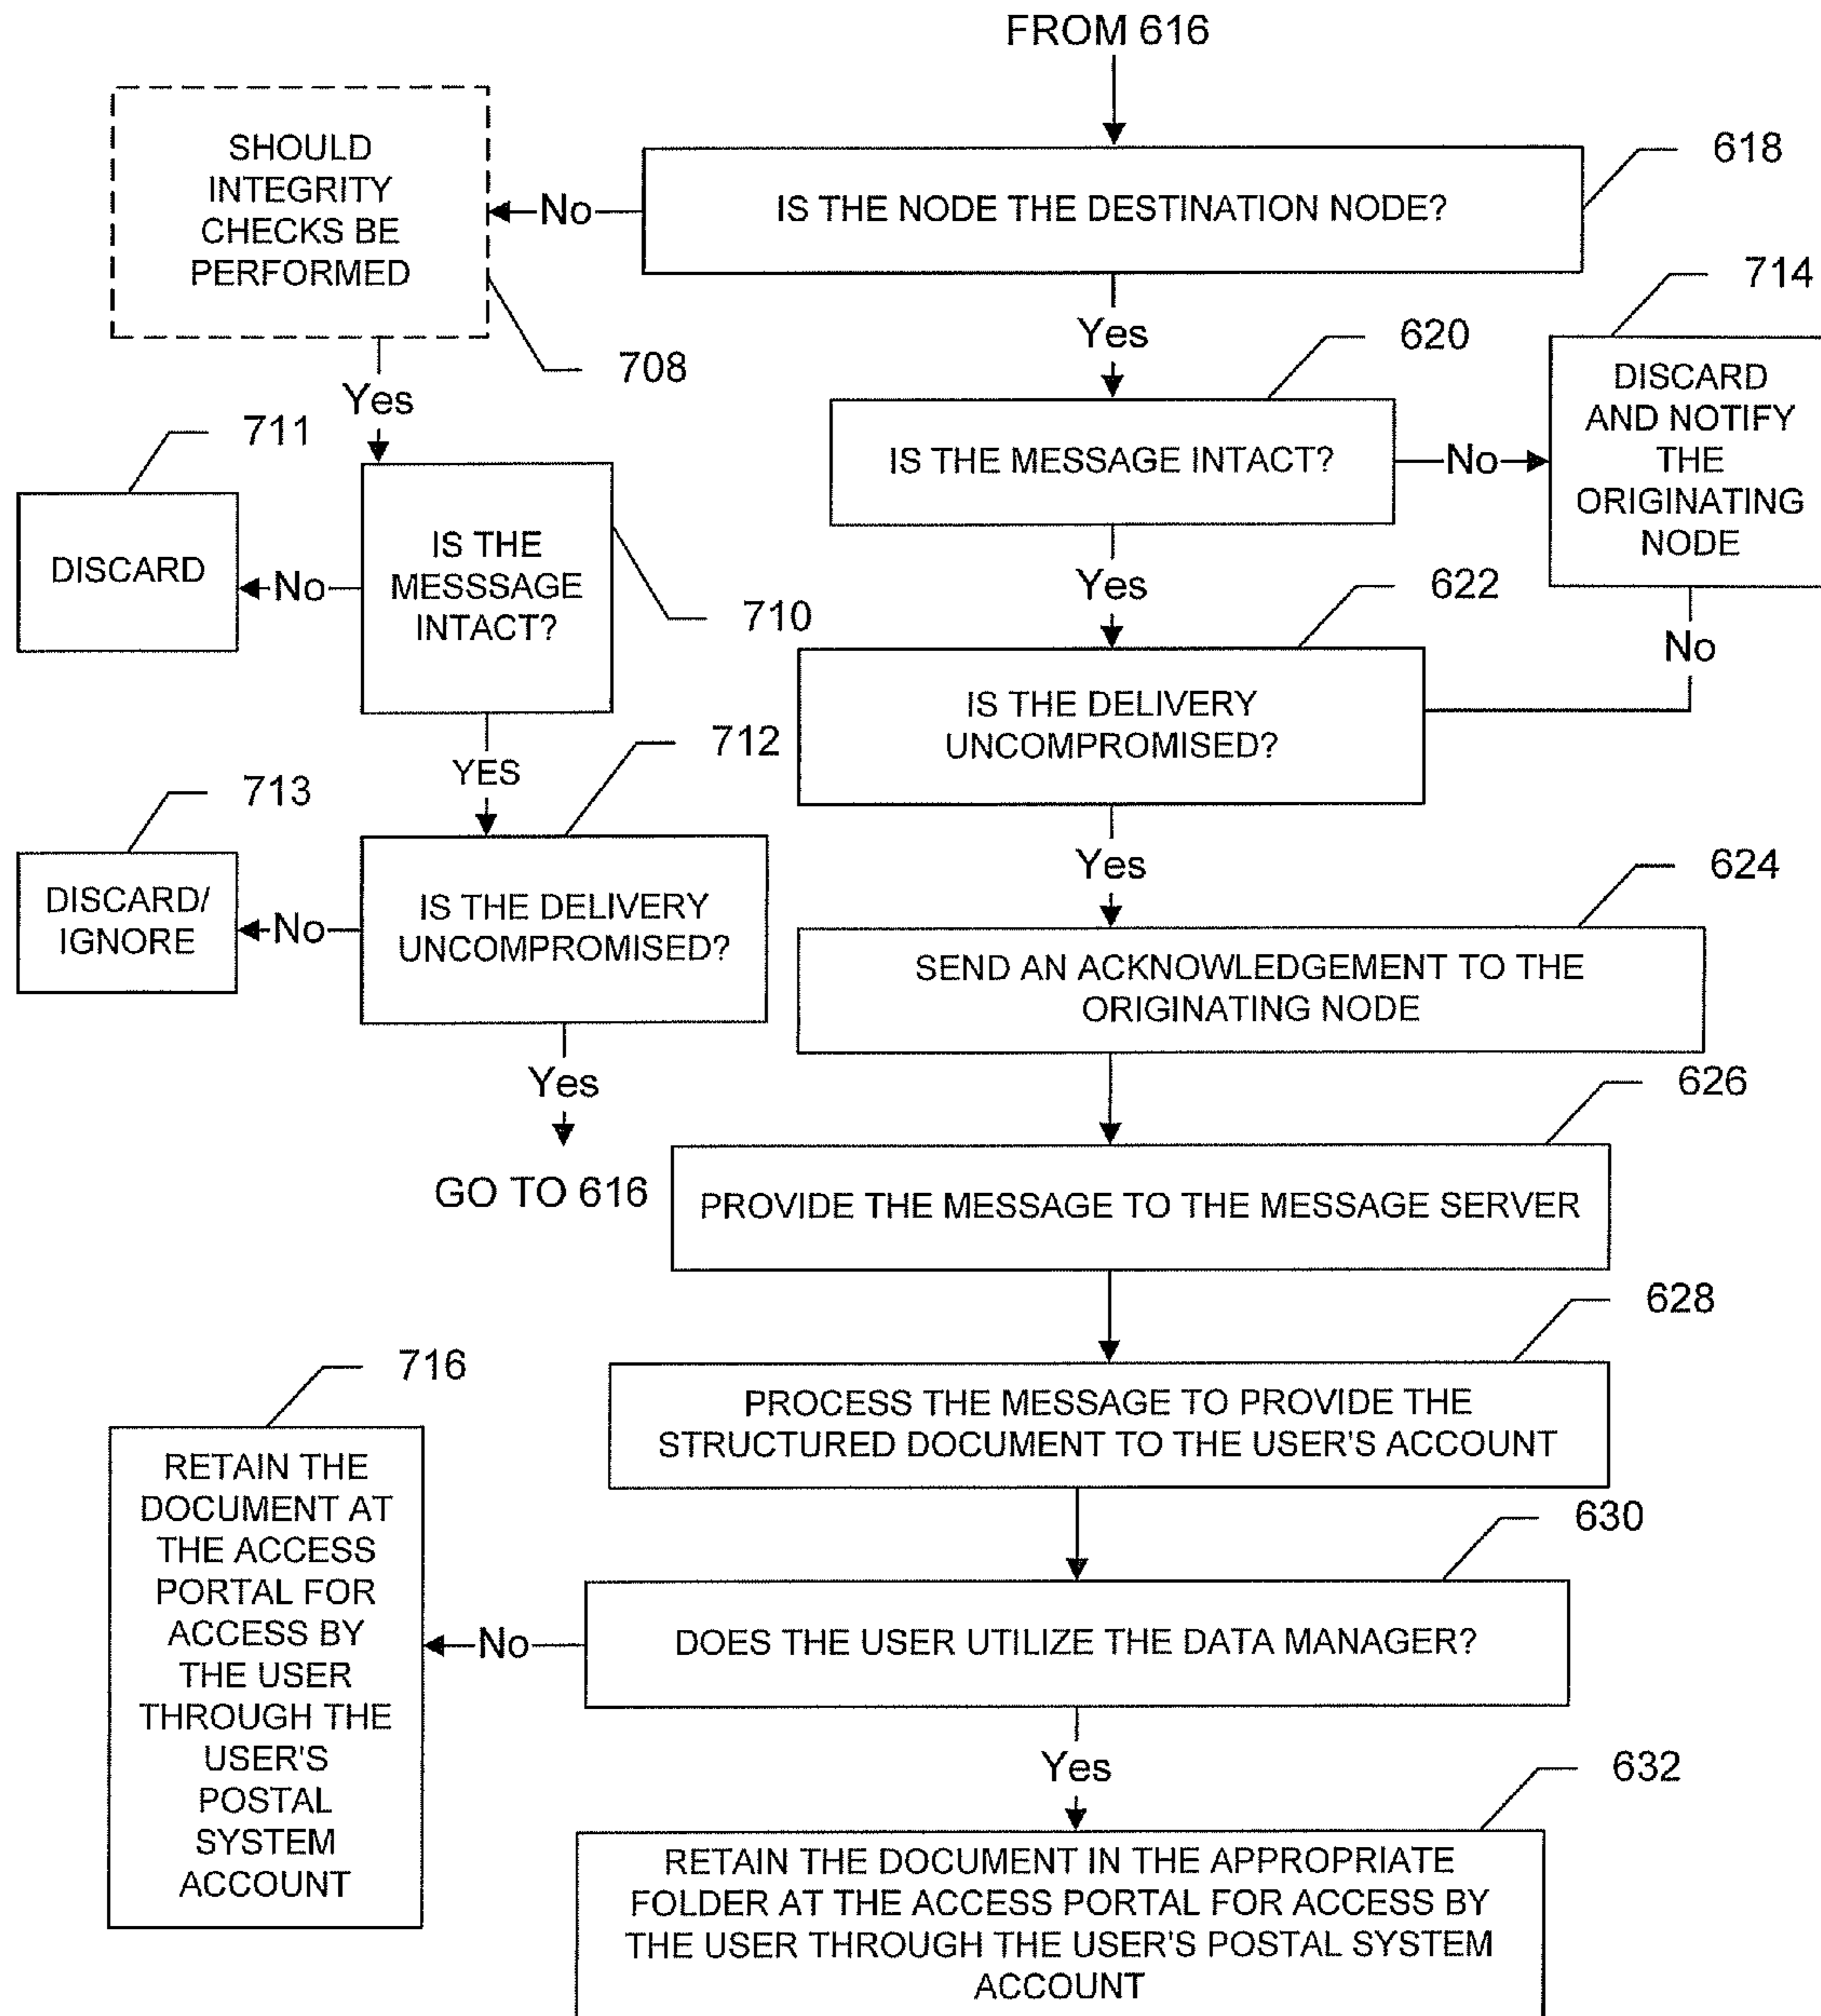 FROM 616
SHOULD
INTEGRITY
CHECKS BE
PERFORMED
No
IS THE NODE THE DESTINATION NODE?
618
708
Yes
Yes
620
714
DISCARD
AND NOTIFY
THE
ORIGINATING
NODE
711
DISCARD
No
IS THE
MESSSAGE
INTACT?
710
IS THE MESSAGE INTACT?
No
Yes
622
No
YES
712
IS THE DELIVERY
UNCOMPROMISED?
713
DISCARD/
IGNORE
No
IS THE DELIVERY
UNCOMPROMISED?
Yes
624
SEND AN ACKNOWLEDGEMENT TO THE
ORIGINATING NODE
Yes
GO TO 616
626
PROVIDE THE MESSAGE TO THE MESSAGE SERVER
628
PROCESS THE MESSAGE TO PROVIDE THE
STRUCTURED DOCUMENT TO THE USER'S ACCOUNT
716
RETAIN THE
DOCUMENT AT
THE ACCESS
PORTAL FOR
ACCESS BY
THE USER
THROUGH THE
USER'S
POSTAL
SYSTEM
ACCOUNT
630
No
DOES THE USER UTILIZE THE DATA MANAGER?
Yes
632
RETAIN THE DOCUMENT IN THE APPROPRIATE
FOLDER AT THE ACCESS PORTAL FOR ACCESS BY
THE USER THROUGH THE USER'S POSTAL SYSTEM
ACCOUNT